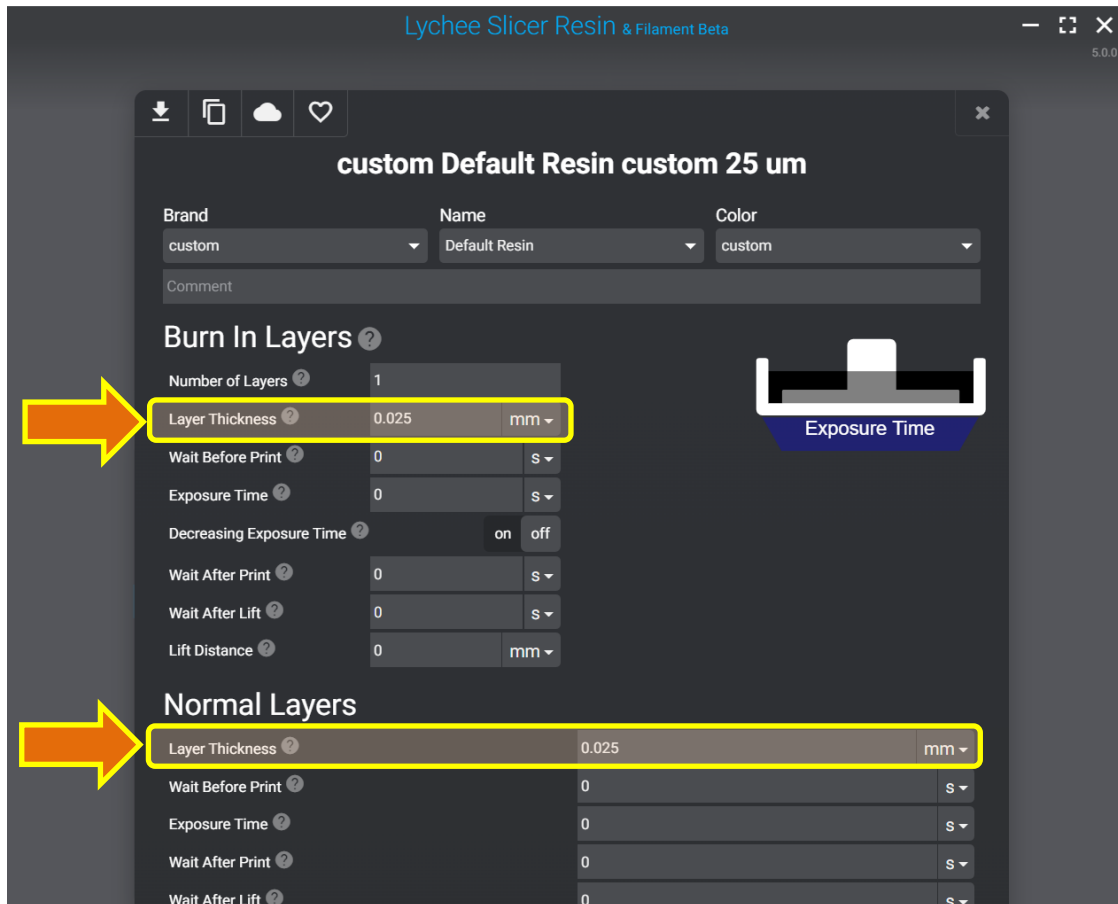 Lychee Slicer Resin & Filament Beta
5.0.0
custom Default Resin custom 25 um
Brand Name Color
custom Default Resin custom
Comment
Burn In Layers ?
Number of Layers ? 1
Layer Thickness ? 0.025 mm
Wait Before Print ? 0 s
Exposure Time ? 0 s
Decreasing Exposure Time ? on off
Wait After Print ? 0 s
Wait After Lift ? 0 s
Lift Distance ? 0 mm
Exposure Time
Normal Layers
Layer Thickness ? 0.025 mm
Wait Before Print ? 0 s
Exposure Time ? 0 s
Wait After Print ? 0 s
Wait After Lift ? 0 s